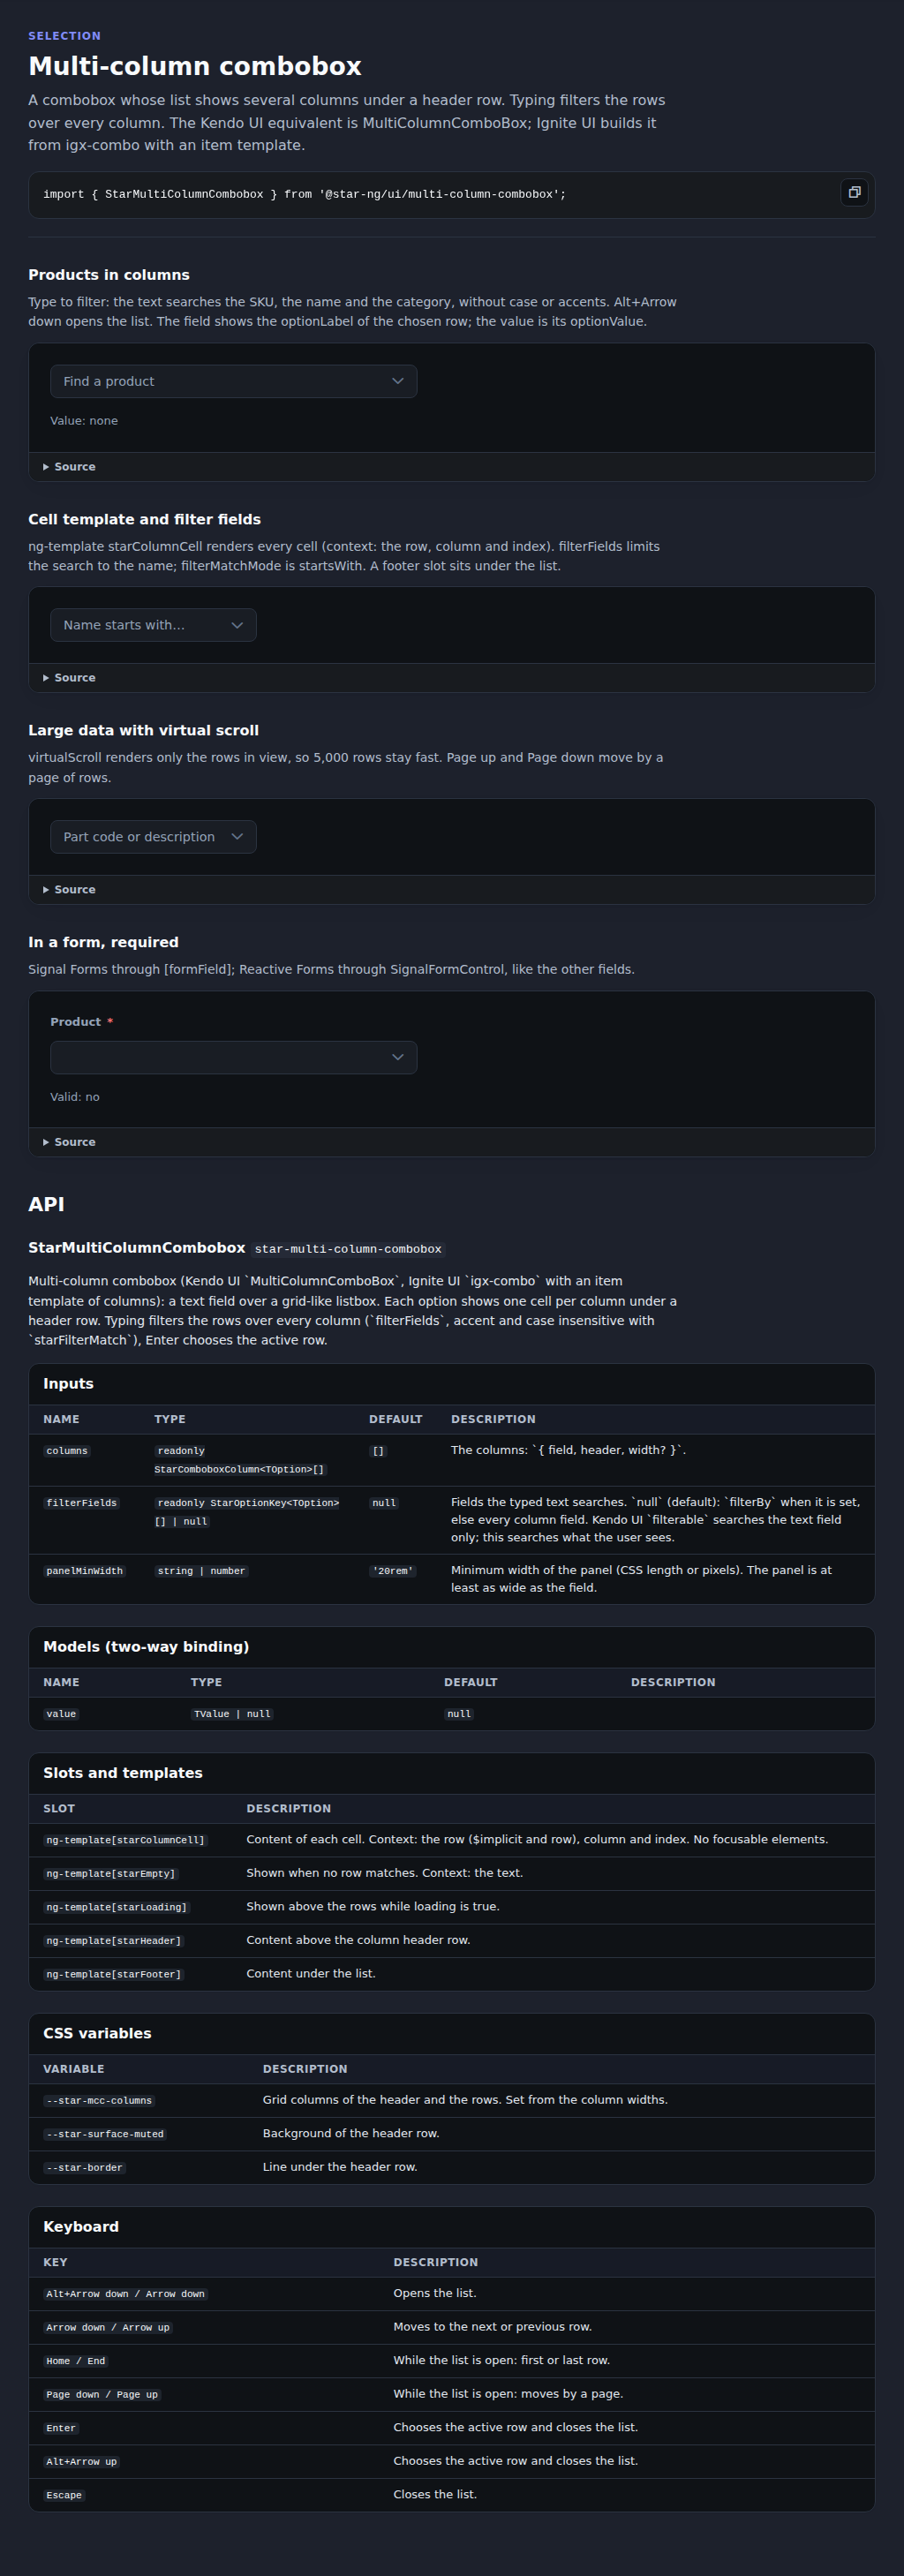 SELECTION
Multi-column combobox
A combobox whose list shows several columns under a header row. Typing filters the rows
over every column. The Kendo UI equivalent is MultiColumnComboBox; Ignite UI builds it
from igx-combo with an item template.
import { StarMultiColumnCombobox } from '@star-ng/ui/multi-column-combobox';
Products in columns
Type to filter: the text searches the SKU, the name and the category, without case or accents. Alt+Arrow
down opens the list. The field shows the optionLabel of the chosen row; the value is its optionValue.
Find a product
Value: none
Source
Cell template and filter fields
ng-template starColumnCell renders every cell (context: the row, column and index). filterFields limits
the search to the name; filterMatchMode is startsWith. A footer slot sits under the list.
Name starts with…
Source
Large data with virtual scroll
virtualScroll renders only the rows in view, so 5,000 rows stay fast. Page up and Page down move by a
page of rows.
Part code or description
Source
In a form, required
Signal Forms through [formField]; Reactive Forms through SignalFormControl, like the other fields.
Product *
Valid: no
Source
API
StarMultiColumnCombobox star-multi-column-combobox
Multi-column combobox (Kendo UI `MultiColumnComboBox`, Ignite UI `igx-combo` with an item
template of columns): a text field over a grid-like listbox. Each option shows one cell per column under a
header row. Typing filters the rows over every column (`filterFields`, accent and case insensitive with
`starFilterMatch`), Enter chooses the active row.
Inputs
NAME TYPE DEFAULT DESCRIPTION
columns readonly StarComboboxColumn<TOption>[] [] The columns: `{ field, header, width? }`.
filterFields readonly StarOptionKey<TOption>[] | null null Fields the typed text searches. `null` (default): `filterBy` when it is set,
else every column field. Kendo UI `filterable` searches the text field
only; this searches what the user sees.
panelMinWidth string | number '20rem' Minimum width of the panel (CSS length or pixels). The panel is at
least as wide as the field.
Models (two-way binding)
NAME TYPE DEFAULT DESCRIPTION
value TValue | null null
Slots and templates
SLOT DESCRIPTION
ng-template[starColumnCell] Content of each cell. Context: the row ($implicit and row), column and index. No focusable elements.
ng-template[starEmpty] Shown when no row matches. Context: the text.
ng-template[starLoading] Shown above the rows while loading is true.
ng-template[starHeader] Content above the column header row.
ng-template[starFooter] Content under the list.
CSS variables
VARIABLE DESCRIPTION
--star-mcc-columns Grid columns of the header and the rows. Set from the column widths.
--star-surface-muted Background of the header row.
--star-border Line under the header row.
Keyboard
KEY DESCRIPTION
Alt+Arrow down / Arrow down Opens the list.
Arrow down / Arrow up Moves to the next or previous row.
Home / End While the list is open: first or last row.
Page down / Page up While the list is open: moves by a page.
Enter Chooses the active row and closes the list.
Alt+Arrow up Chooses the active row and closes the list.
Escape Closes the list.